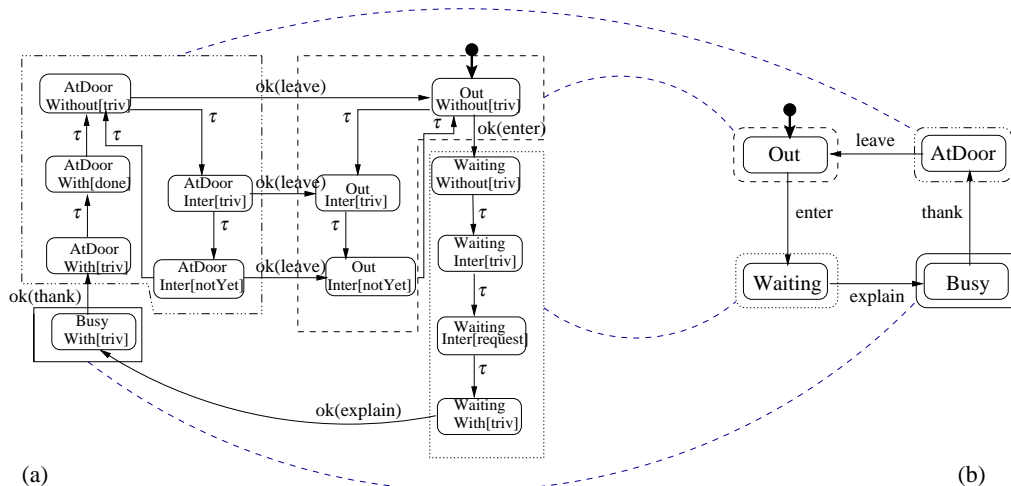 AtDoor
Without[triv]
ok(leave)
Out
Without[triv]
τ
τ
τ
τ
τ
ok(enter)
AtDoor
With[done]
Waiting
Without[triv]
AtDoor
Inter[triv]
ok(leave)
Out
Inter[triv]
τ
τ
τ
τ
AtDoor
With[triv]
Waiting
Inter[triv]
AtDoor
Inter[notYet]
ok(leave)
Out
Inter[notYet]
ok(thank)
τ
Busy
With[triv]
Waiting
Inter[request]
τ
Waiting
With[triv]
ok(explain)
(a)
Out
leave
AtDoor
enter
thank
Waiting
explain
Busy
(b)